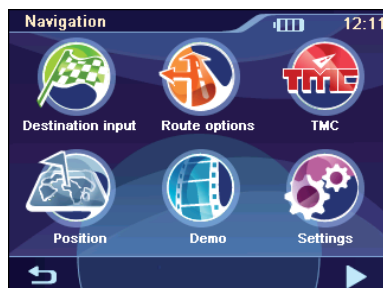 Navigation 12:11
TMC
Destination input Route options TMC
Position Demo Settings